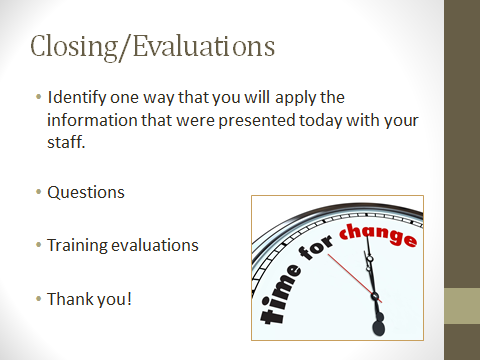 Closing/Evaluations
• Identify one way that you will apply the
information that were presented today with your
staff.
• Questions
• Training evaluations
• Thank you!
time for change